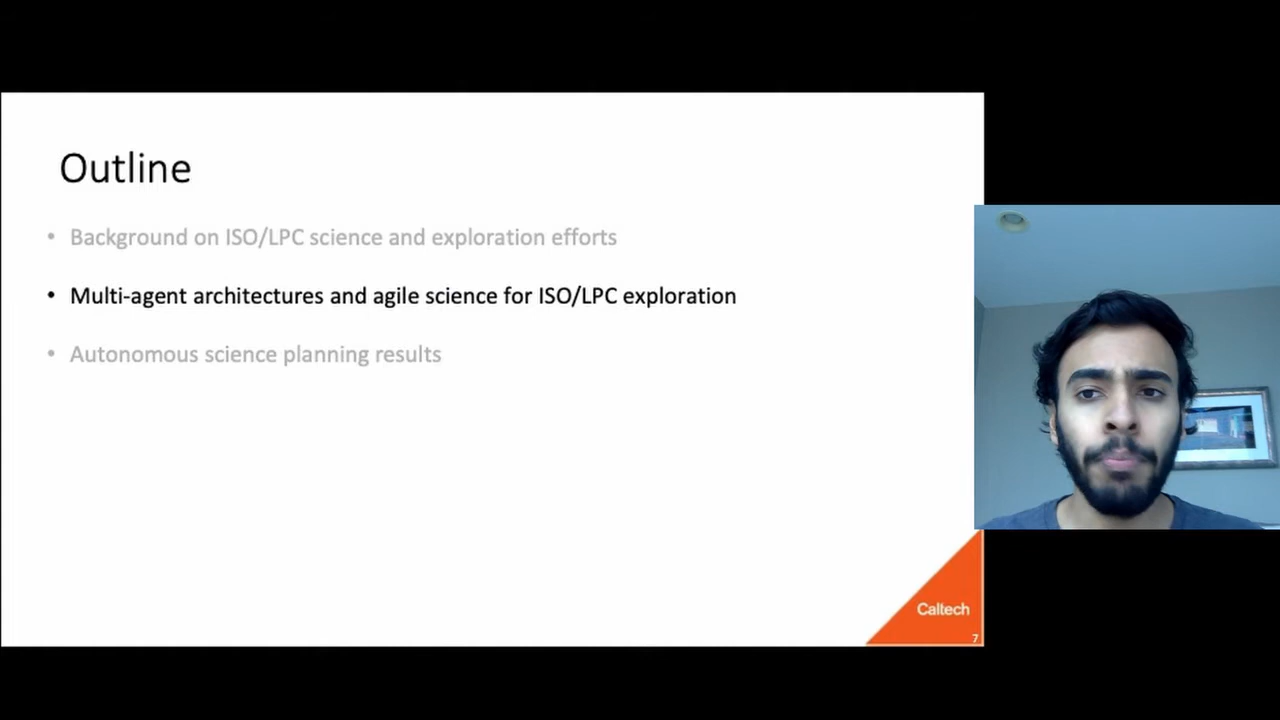 Outline
• Background on ISO/LPC science and exploration efforts
• Multi-agent architectures and agile science for ISO/LPC exploration
• Autonomous science planning results
Caltech
7